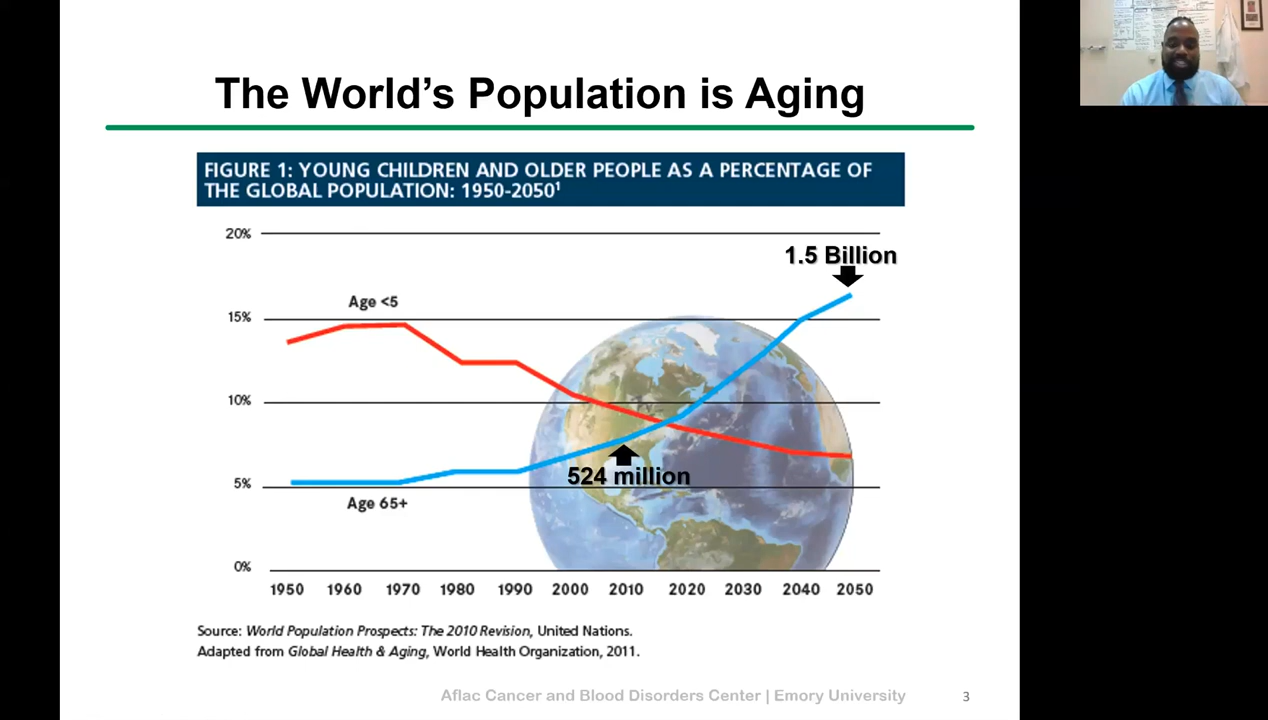 The World's Population is Aging
FIGURE 1: YOUNG CHILDREN AND OLDER PEOPLE AS A PERCENTAGE OF
THE GLOBAL POPULATION: 1950-2050¹
20%
1.5 Billion
Age <5
15%
10%
524 million
5%
Age 65+
0%
1950 1960 1970 1980 1990 2000 2010 2020 2030 2040 2050
Source: World Population Prospects: The 2010 Revision, United Nations.
Adapted from Global Health & Aging, World Health Organization, 2011.
Aflac Cancer and Blood Disorders Center | Emory University 3